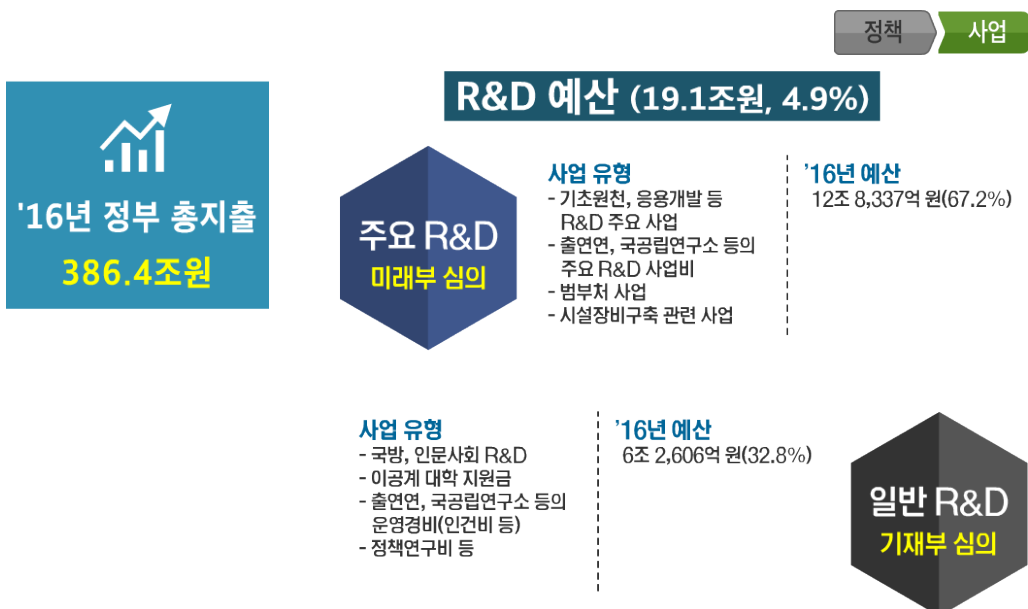 정책
사업
R&D 예산 (19.1조원, 4.9%)
'16년 정부 총지출
386.4조원
주요 R&D
미래부 심의
사업 유형
- 기초원천, 응용개발 등
R&D 주요 사업
- 출연연, 국공립연구소 등의
주요 R&D 사업비
- 범부처 사업
- 시설장비구축 관련 사업
’16년 예산
12조 8,337억 원(67.2%)
사업 유형
- 국방, 인문사회 R&D
- 이공계 대학 지원금
- 출연연, 국공립연구소 등의
운영경비(인건비 등)
- 정책연구비 등
’16년 예산
6조 2,606억 원(32.8%)
일반 R&D
기재부 심의